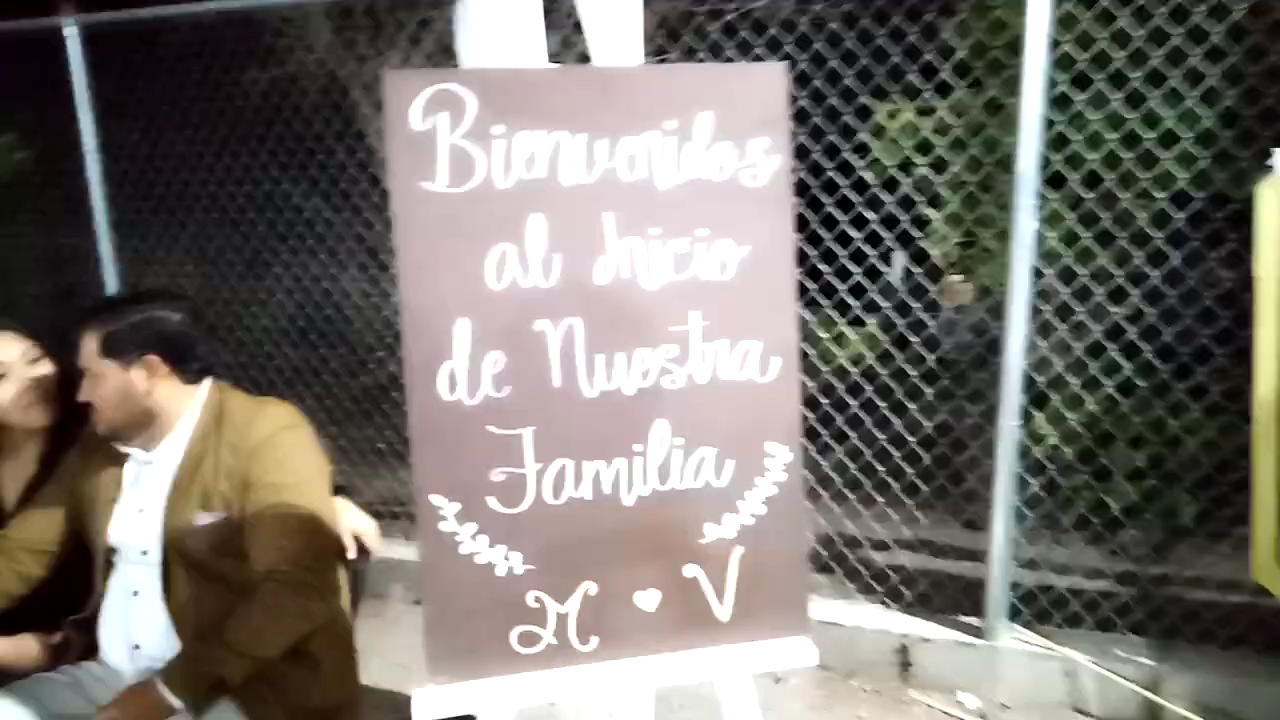 Bienvenidos
al Inicio
de Nuestra
Familia
M ♥ V